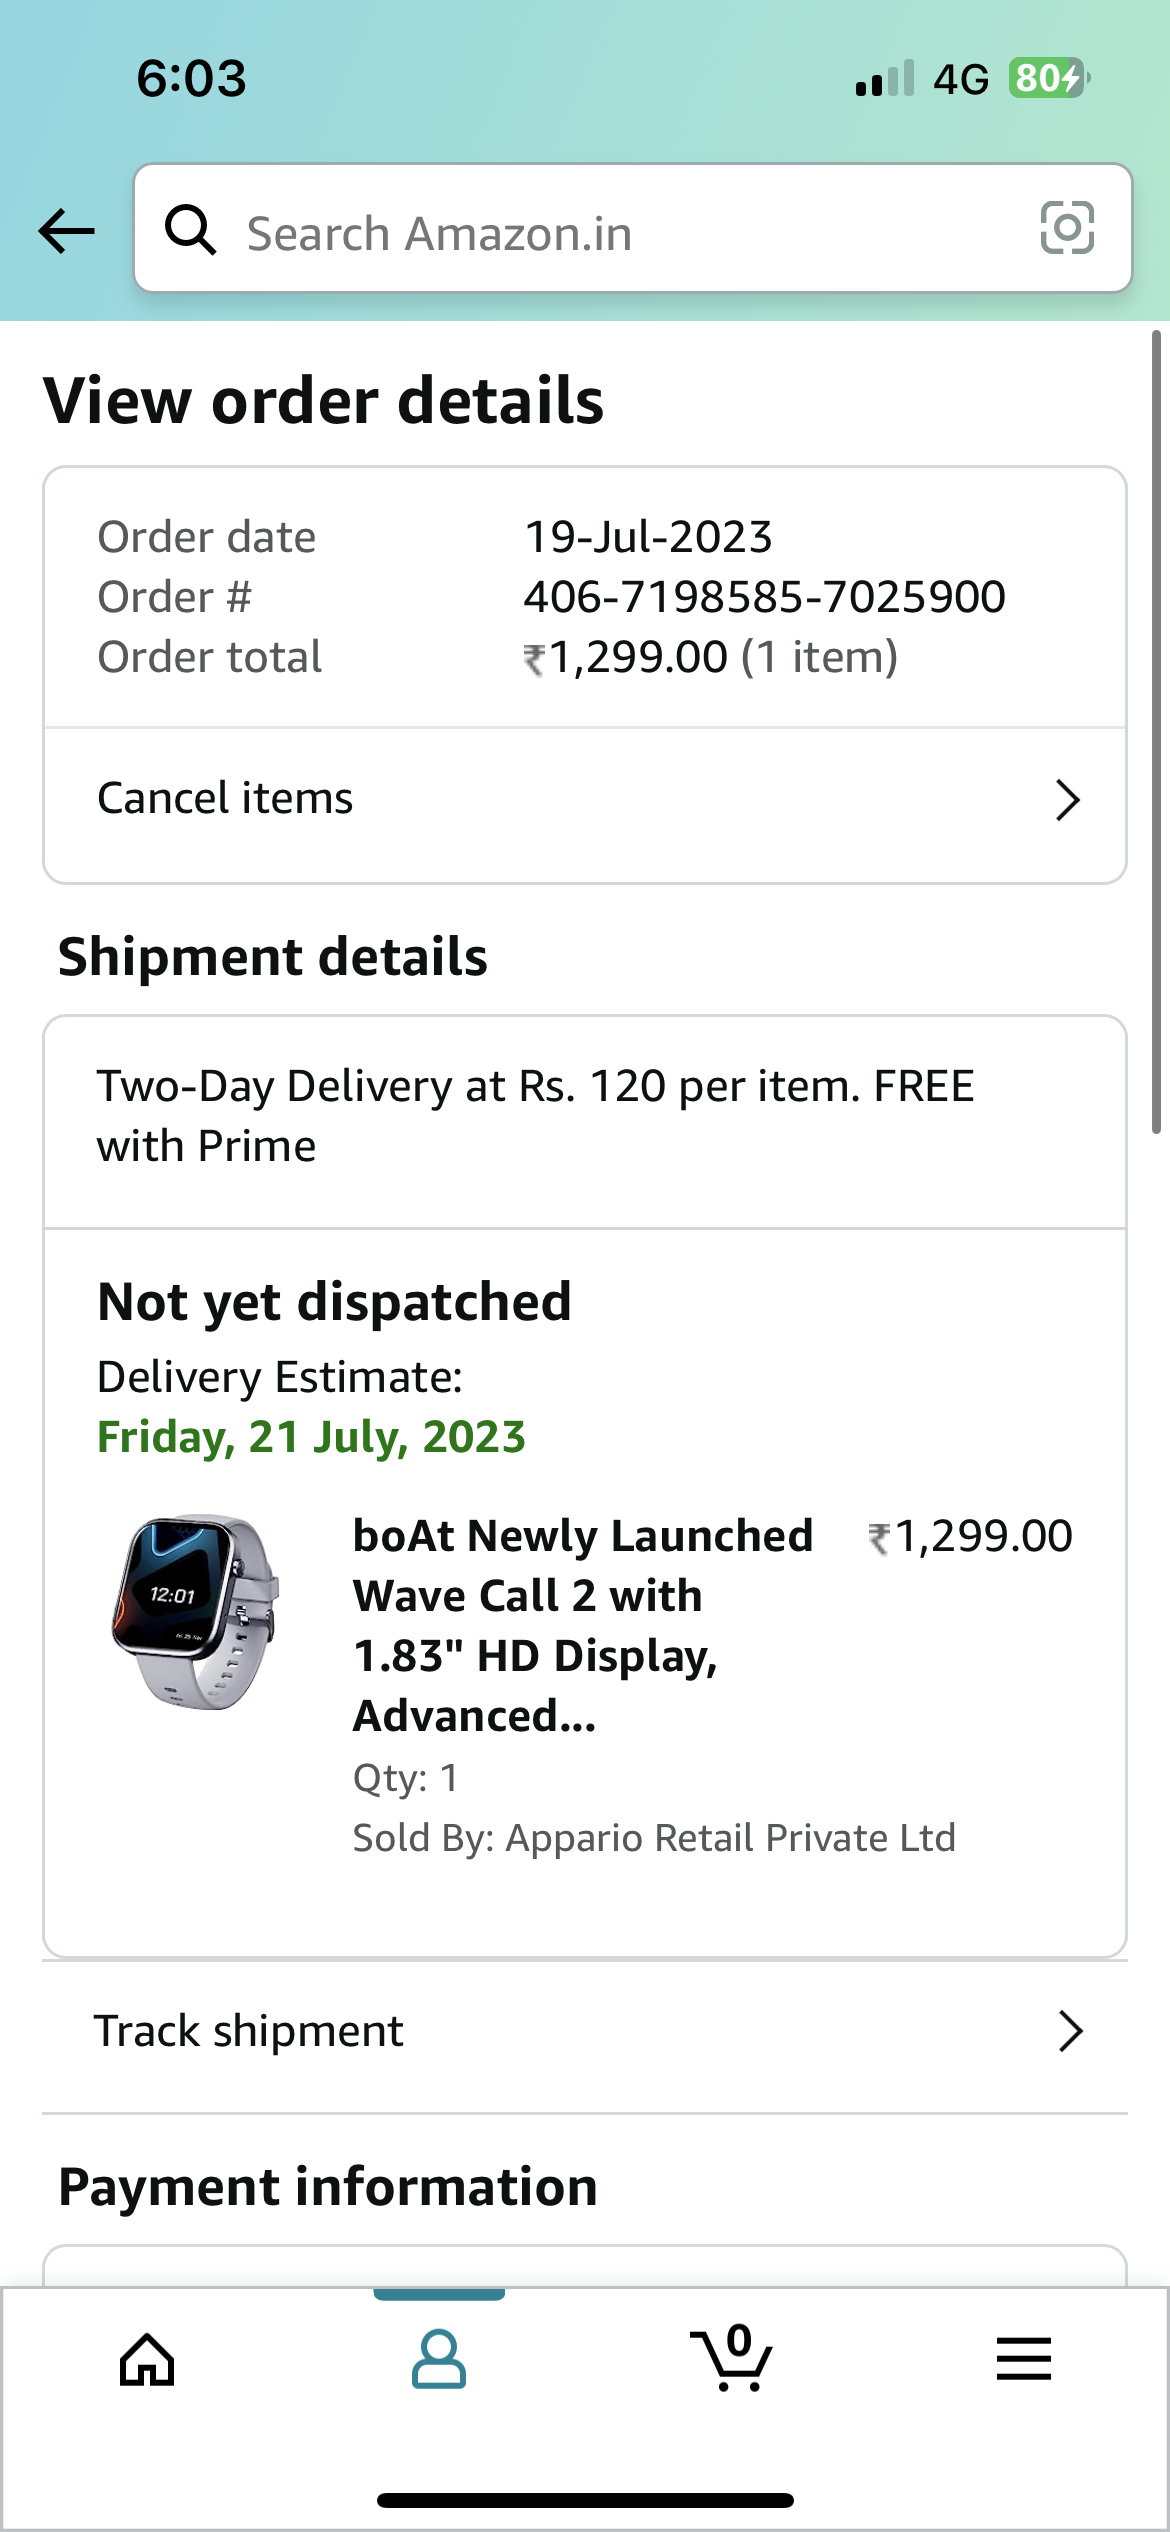 6:03
4G
80
Search Amazon.in
View order details
Order date 19-Jul-2023
Order # 406-7198585-7025900
Order total ₹1,299.00 (1 item)
Cancel items
Shipment details
Two-Day Delivery at Rs. 120 per item. FREE
with Prime
Not yet dispatched
Delivery Estimate:
Friday, 21 July, 2023
12:01
boAt Newly Launched ₹1,299.00
Wave Call 2 with
1.83" HD Display,
Advanced...
Qty: 1
Sold By: Appario Retail Private Ltd
Track shipment
Payment information
0